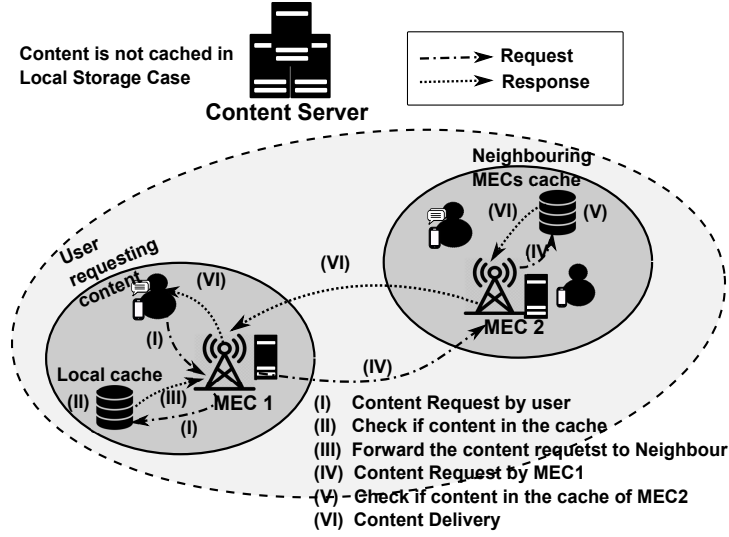 Content is not cached in
Local Storage Case
Content Server
Request
Response
Neighbouring
MECs cache
(VI)
(V)
(IV)
MEC 2
User
requesting
content
(VI)
(VI)
(I)
(IV)
Local cache
(II)
(III)
MEC 1
(I)
(I) Content Request by user
(II) Check if content in the cache
(III) Forward the content requetst to Neighbour
(IV) Content Request by MEC1
(V) Check if content in the cache of MEC2
(VI) Content Delivery